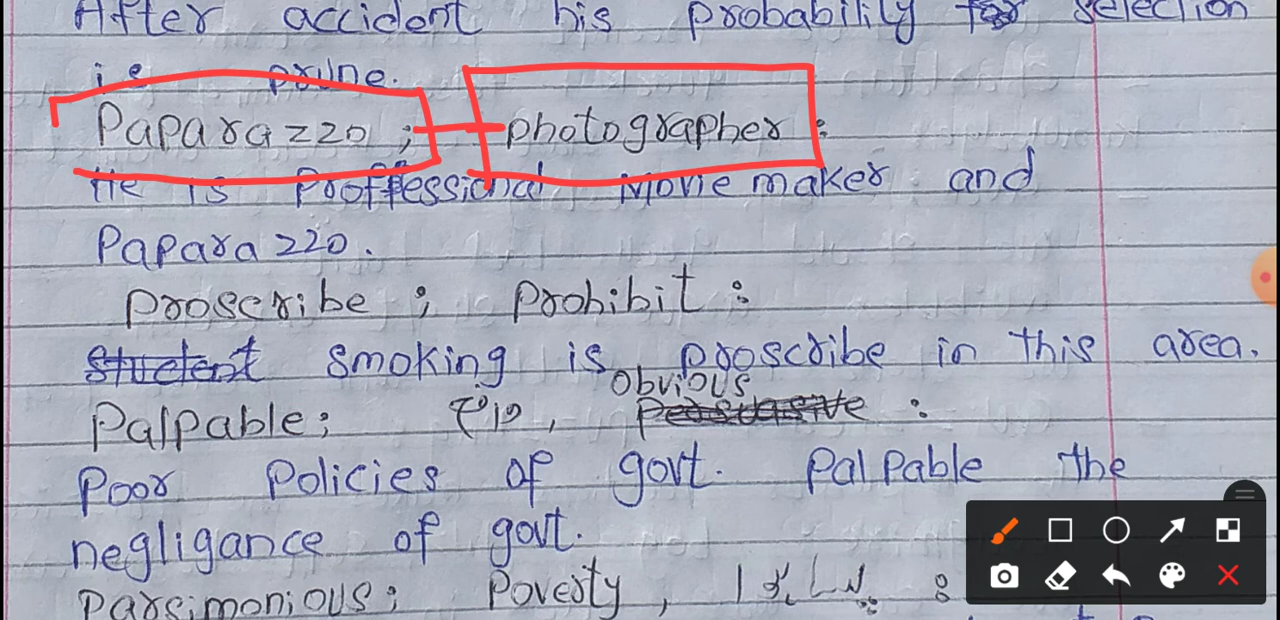 After accident his probability for selection
is prune.
Paparazzo ; photographer :
He is Proffessional Movie maker and
Paparazzo.
Proscribe ; Prohibit :
Student smoking is proscribe in this area.
Obvious
Palpable ; , Persuasive :
Poor Policies of govt. Palpable the
negligance of govt.
Parsimonious ; Poverty , :